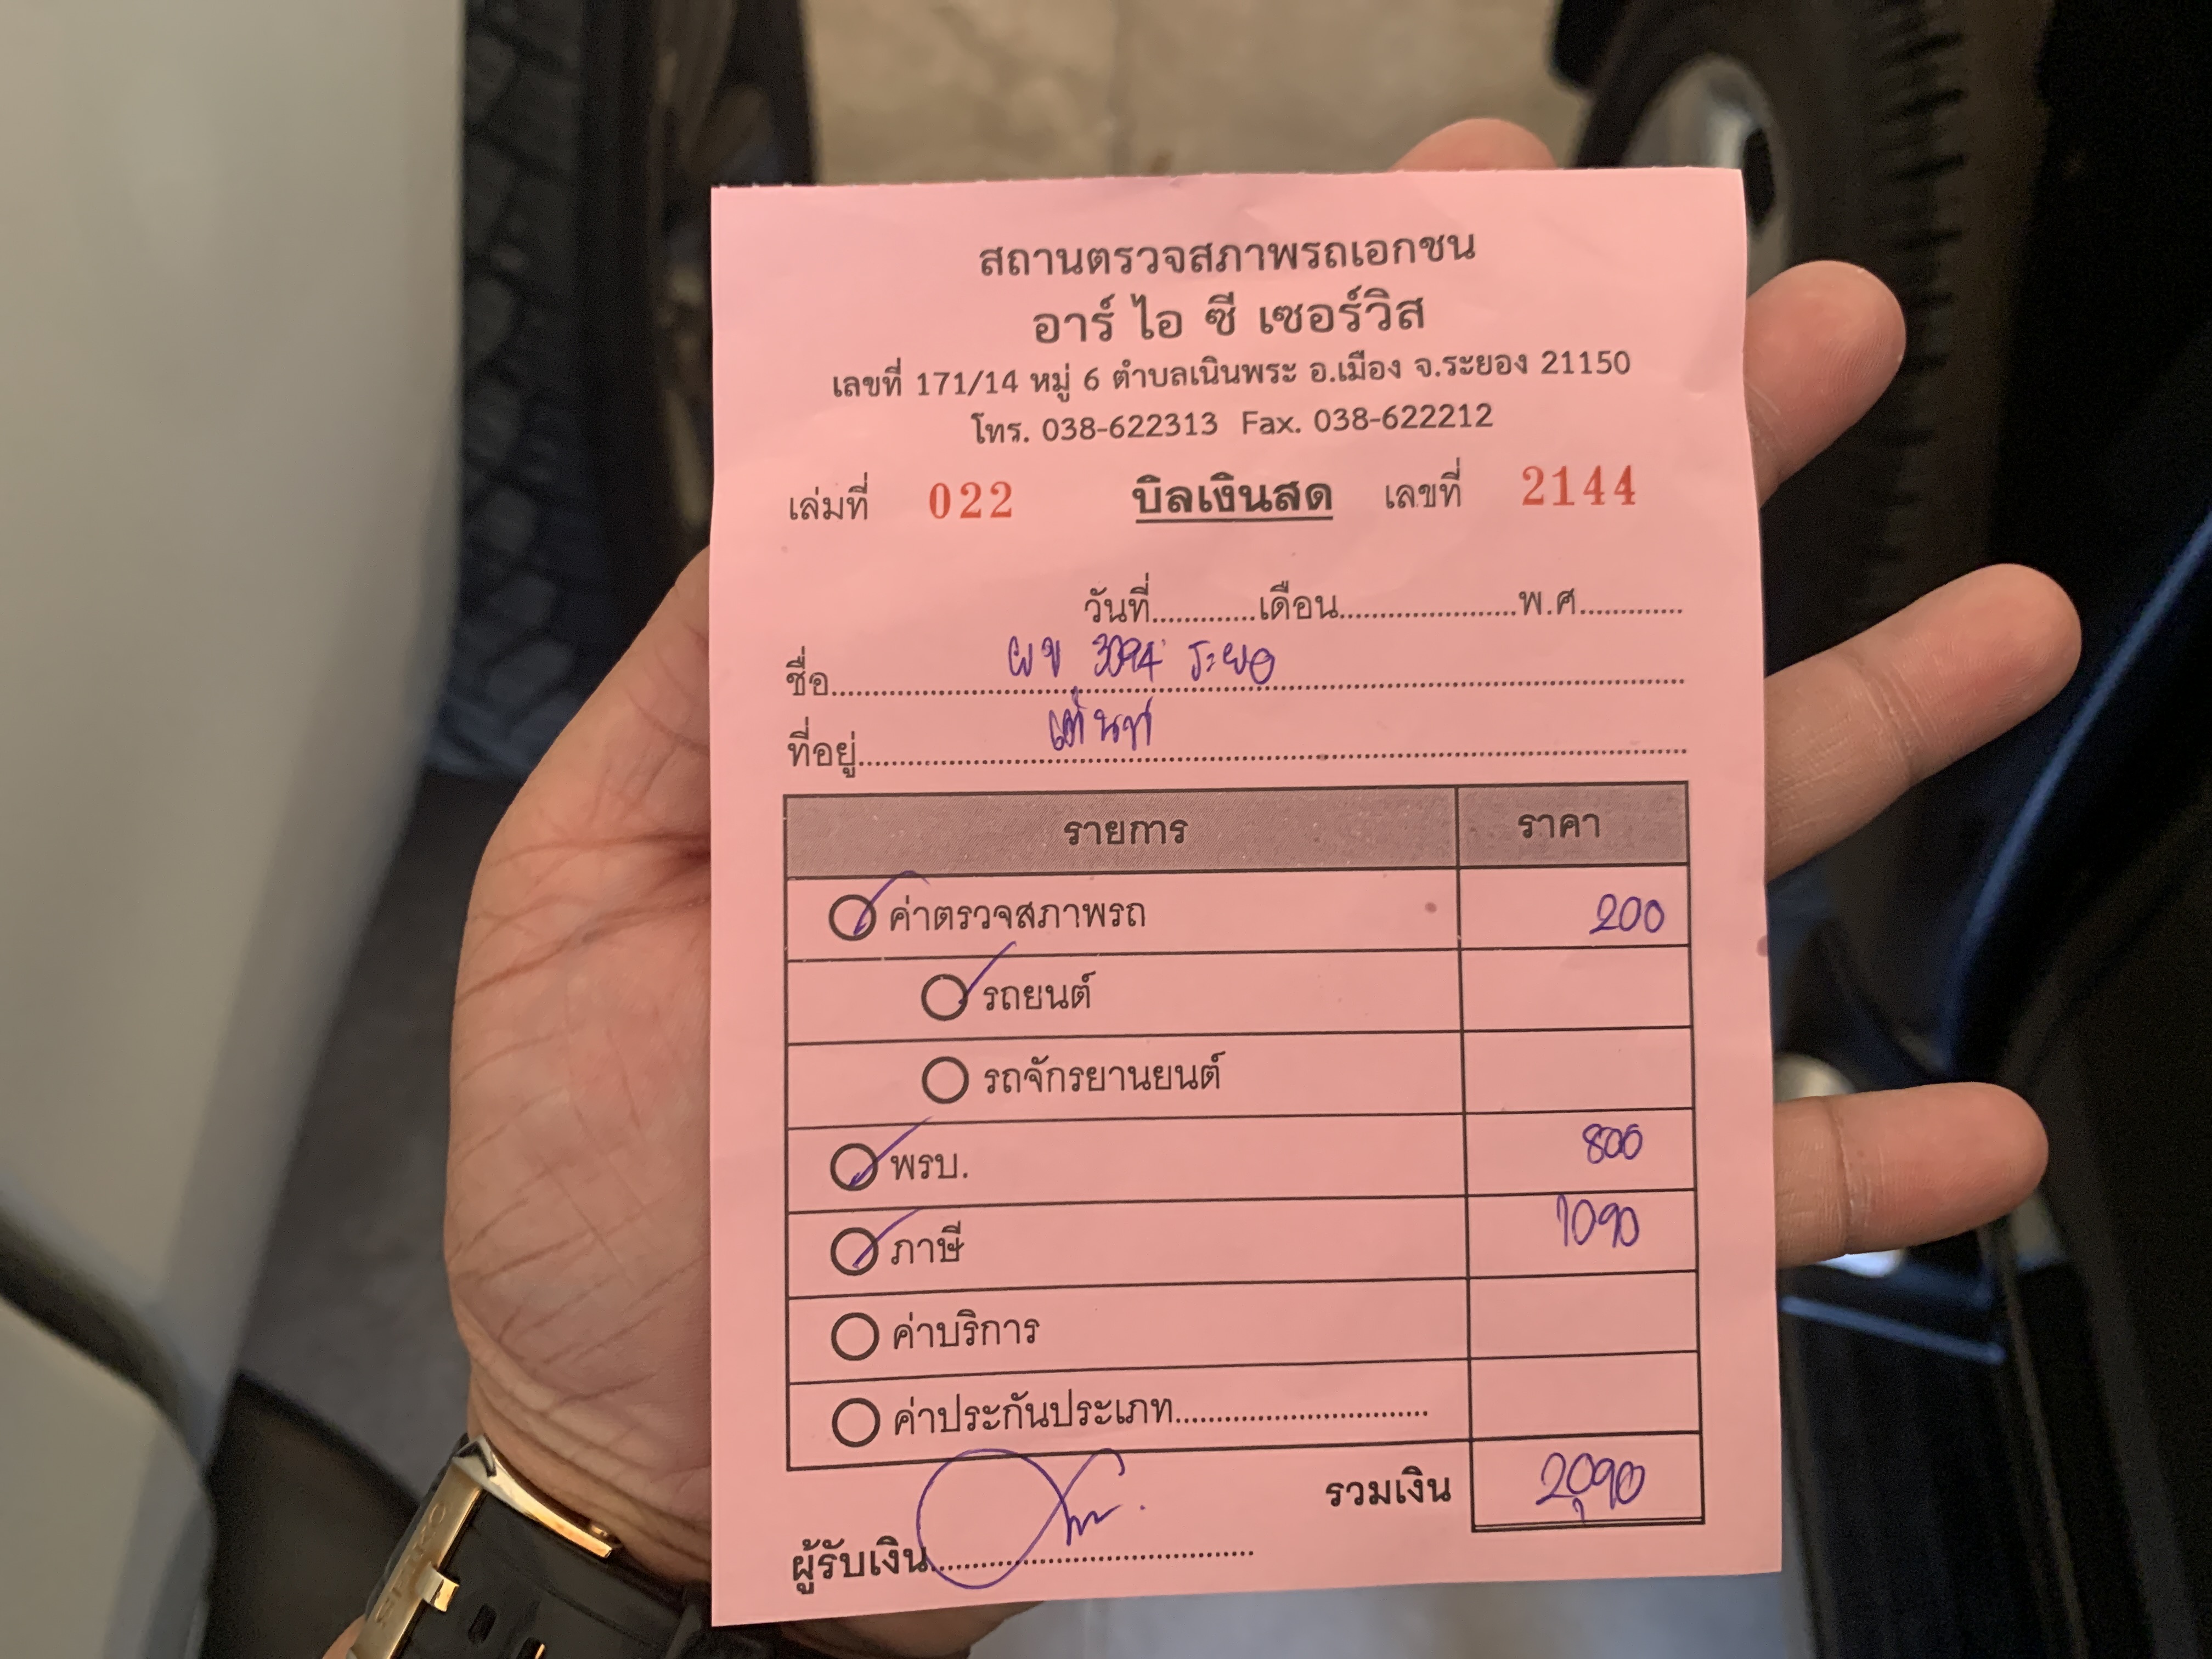 สถานตรวจสภาพรถเอกชน
อาร์ ไอ ซี เซอร์วิส
เลขที่ 171/14 หมู่ 6 ตำบลเนินพระ อ.เมือง จ.ระยอง 21150
โทร. 038-622313 Fax. 038-622212
เล่มที่ 022 บิลเงินสด เลขที่ 2144
วันที่............เดือน......................พ.ศ.............
ชื่อ 3094
ที่อยู่
รายการ ราคา
ค่าตรวจสภาพรถ 200
รถยนต์
รถจักรยานยนต์
พรบ. 800
ภาษี 1090
ค่าบริการ
ค่าประกันประเภท..............................
รวมเงิน 2,090
ผู้รับเงิน
SEIKO